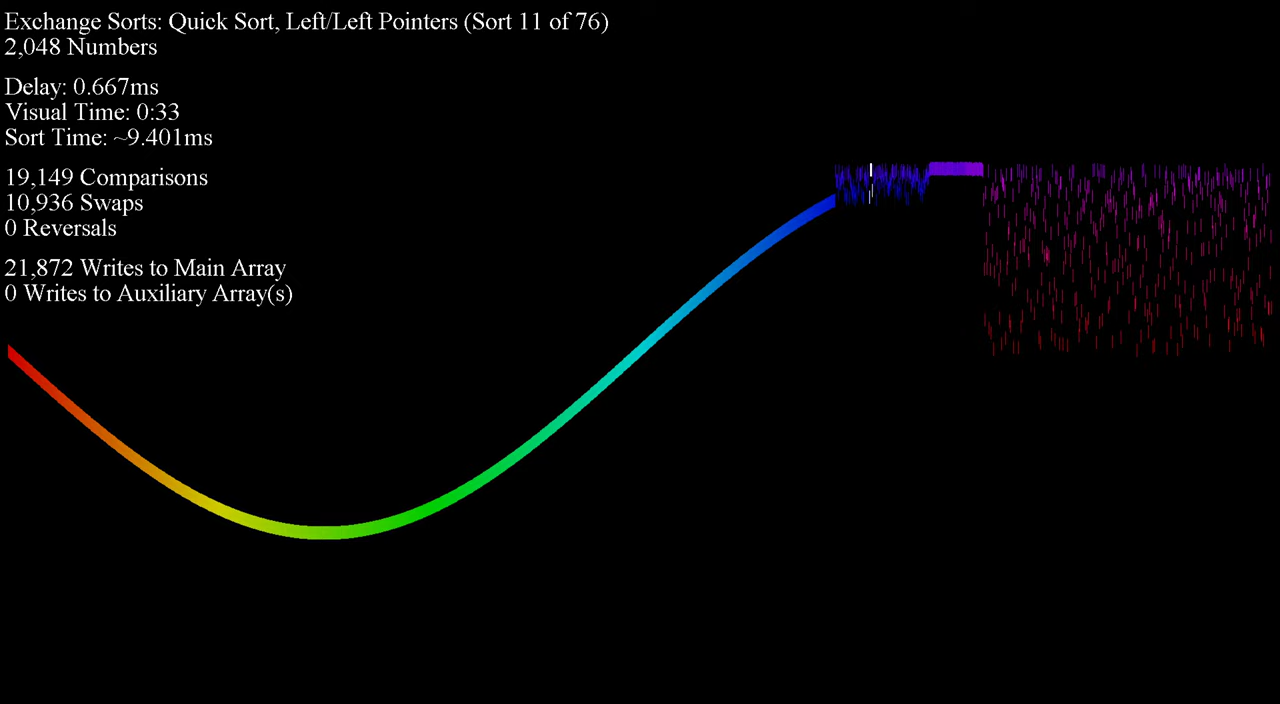 Exchange Sorts: Quick Sort, Left/Left Pointers (Sort 11 of 76)
2,048 Numbers
Delay: 0.667ms
Visual Time: 0:33
Sort Time: ~9.401ms
19,149 Comparisons
10,936 Swaps
0 Reversals
21,872 Writes to Main Array
0 Writes to Auxiliary Array(s)